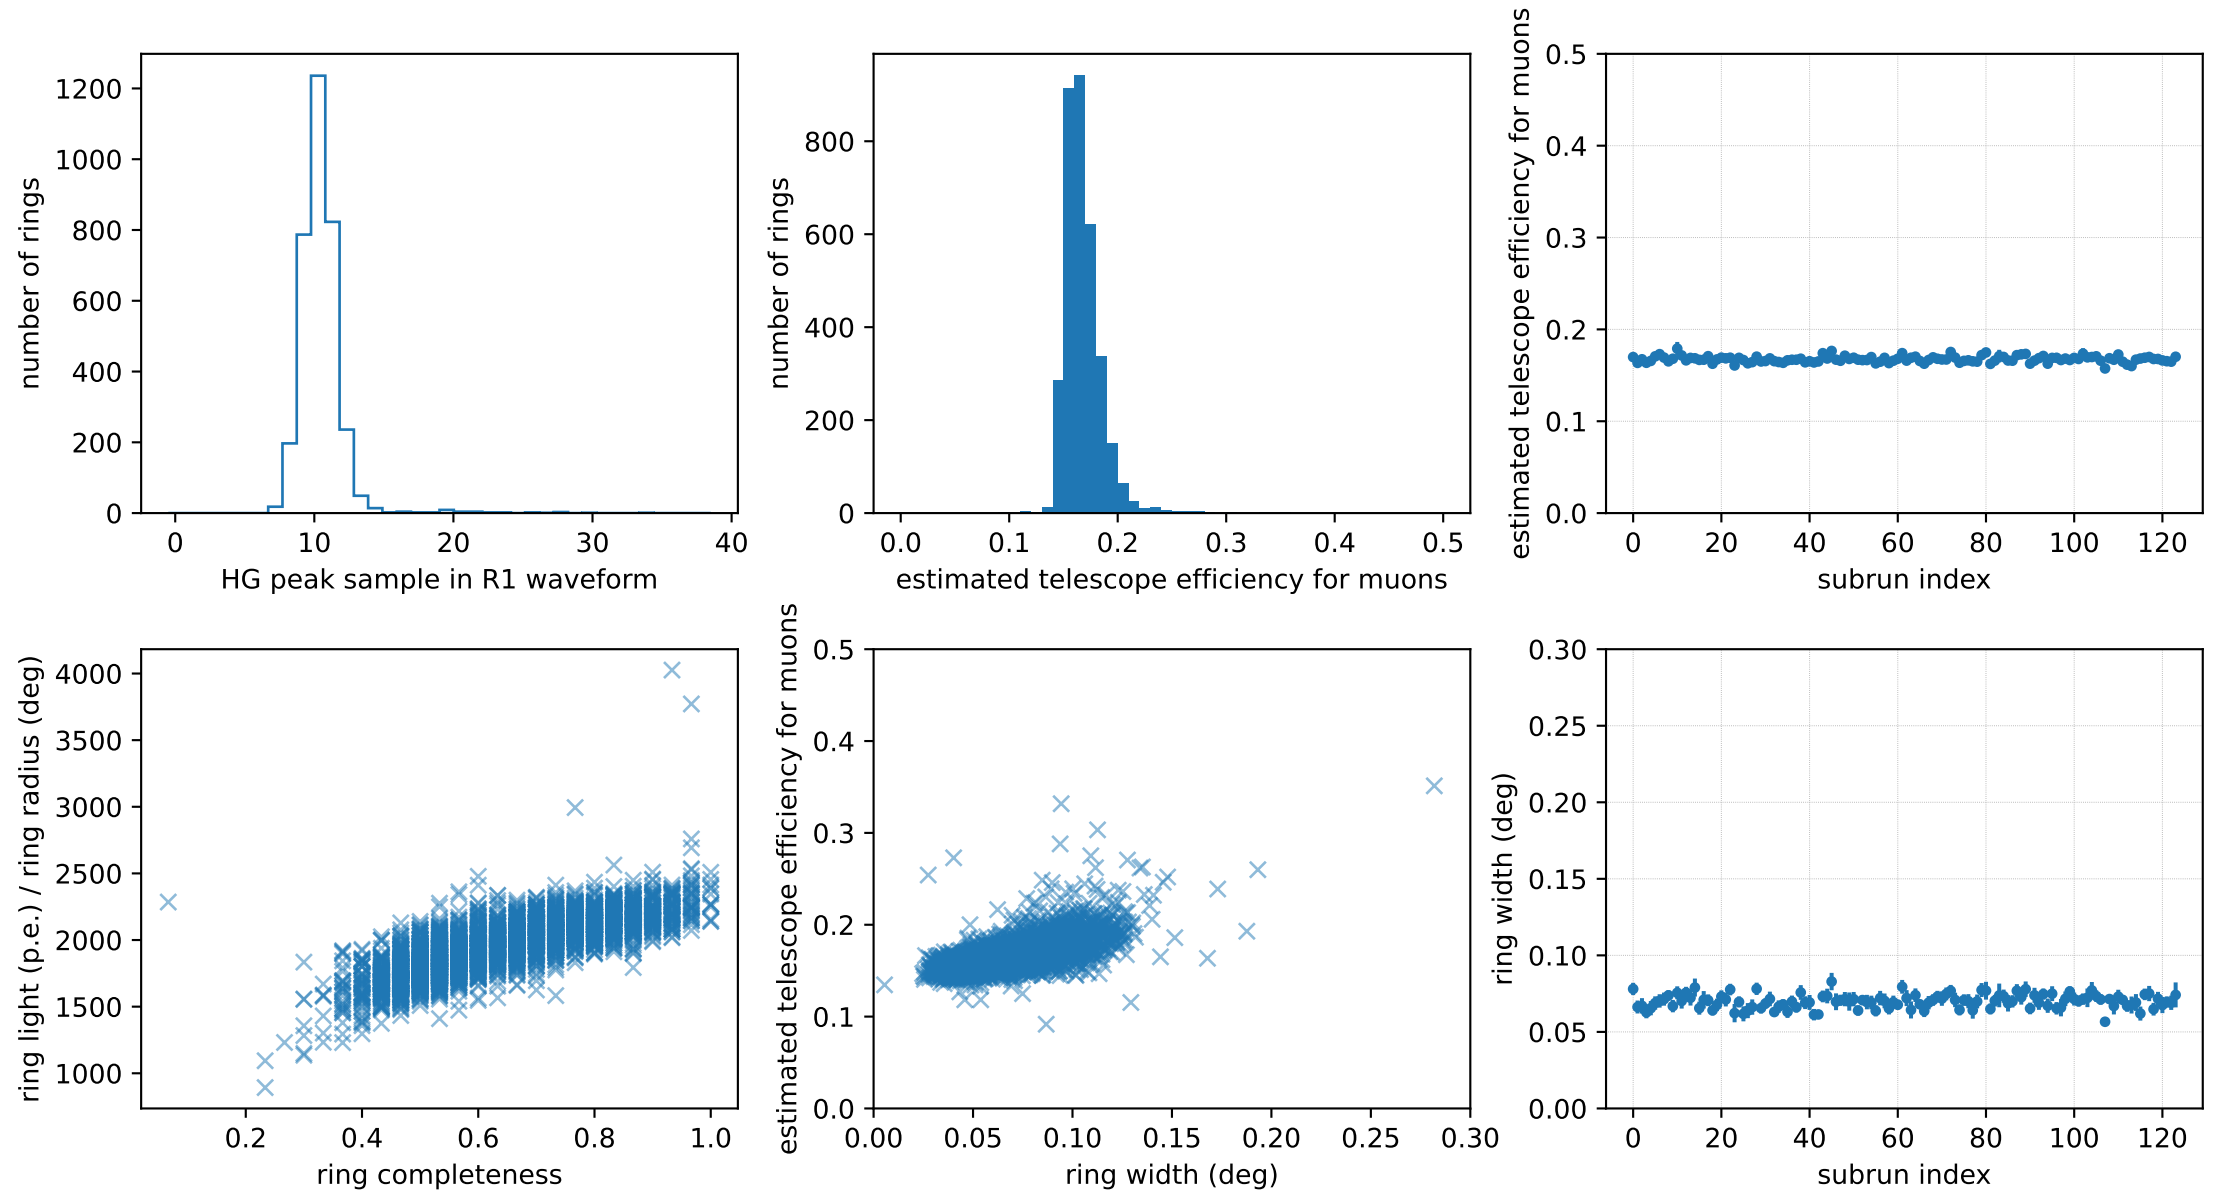 number of rings
1200
1000
800
600
400
200
0
0 10 20 30 40
HG peak sample in R1 waveform
number of rings
800
600
400
200
0
0.0 0.1 0.2 0.3 0.4 0.5
estimated telescope efficiency for muons
estimated telescope efficiency for muons
0.5
0.4
0.3
0.2
0.1
0.0
0 20 40 60 80 100 120
subrun index
ring light (p.e.) / ring radius (deg)
4000
3500
3000
2500
2000
1500
1000
0.2 0.4 0.6 0.8 1.0
ring completeness
estimated telescope efficiency for muons
0.5
0.4
0.3
0.2
0.1
0.0
0.00 0.05 0.10 0.15 0.20 0.25 0.30
ring width (deg)
ring width (deg)
0.30
0.25
0.20
0.15
0.10
0.05
0.00
0 20 40 60 80 100 120
subrun index